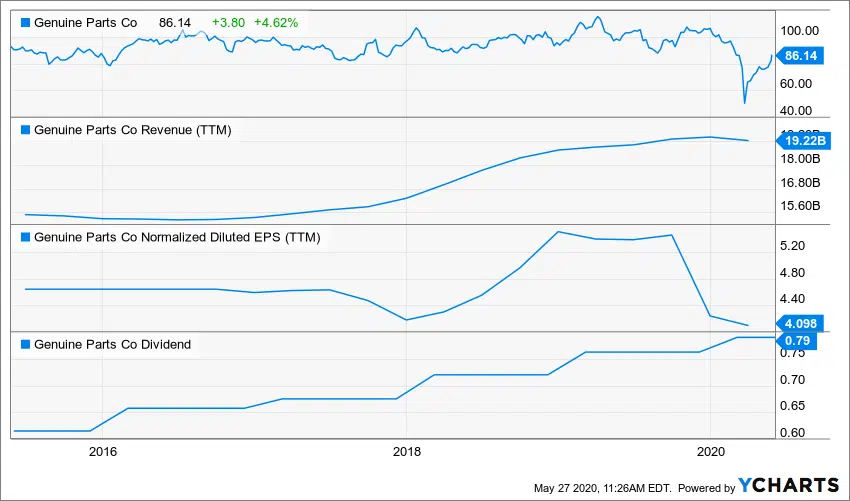 Genuine Parts Co 86.14 +3.80 +4.62%
100.00
86.14
60.00
40.00
Genuine Parts Co Revenue (TTM)
19.22B
18.00B
16.80B
15.60B
Genuine Parts Co Normalized Diluted EPS (TTM)
5.20
4.80
4.40
4.098
Genuine Parts Co Dividend
0.79
0.75
0.70
0.65
0.60
2016 2018 2020
May 27 2020, 11:26AM EDT. Powered by YCHARTS